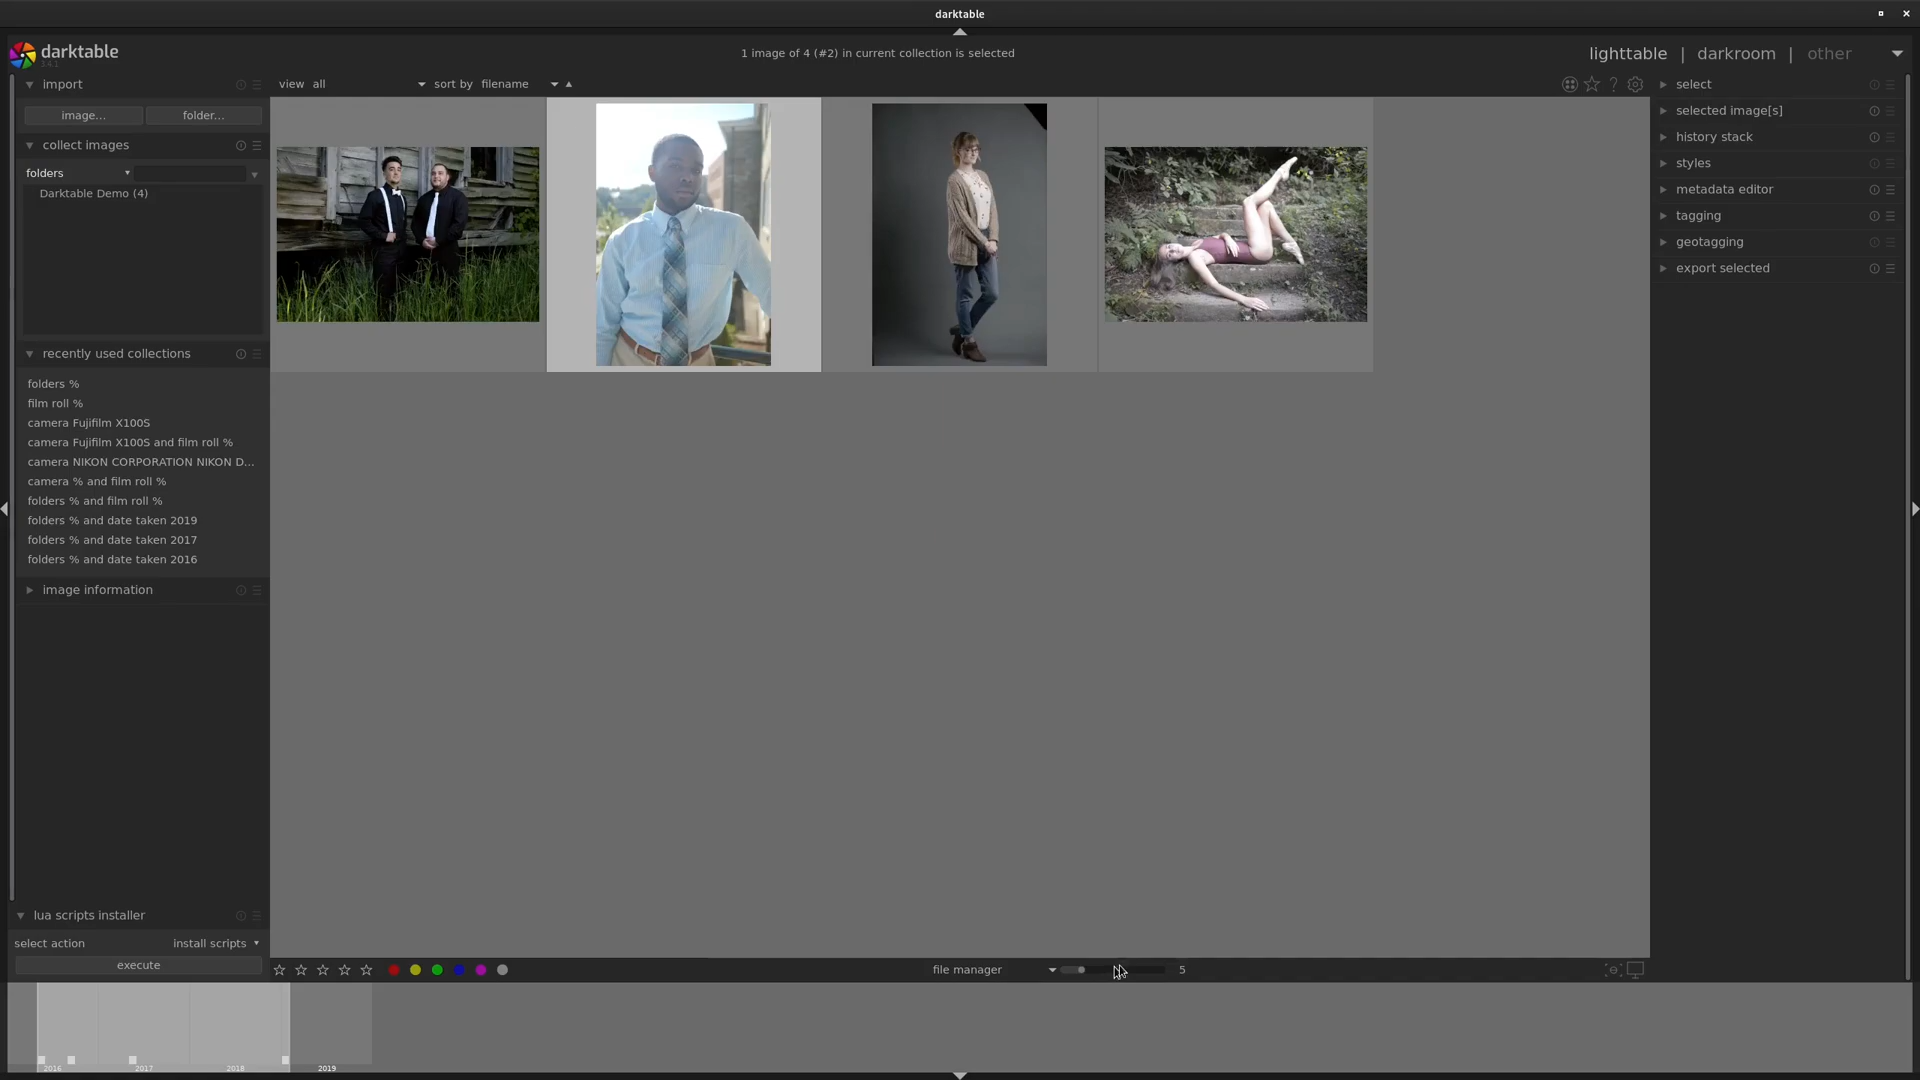 darktable
darktable
3.4.1
1 image of 4 (#2) in current collection is selected
lighttable | darkroom | other
import
image... folder...
collect images
folders
Darktable Demo (4)
recently used collections
folders %
film roll %
camera Fujifilm X100S
camera Fujifilm X100S and film roll %
camera NIKON CORPORATION NIKON D...
camera % and film roll %
folders % and film roll %
folders % and date taken 2019
folders % and date taken 2017
folders % and date taken 2016
image information
lua scripts installer
select action install scripts
execute
view all sort by filename
select
selected image[s]
history stack
styles
metadata editor
tagging
geotagging
export selected
file manager 5
2016 2017 2018 2019